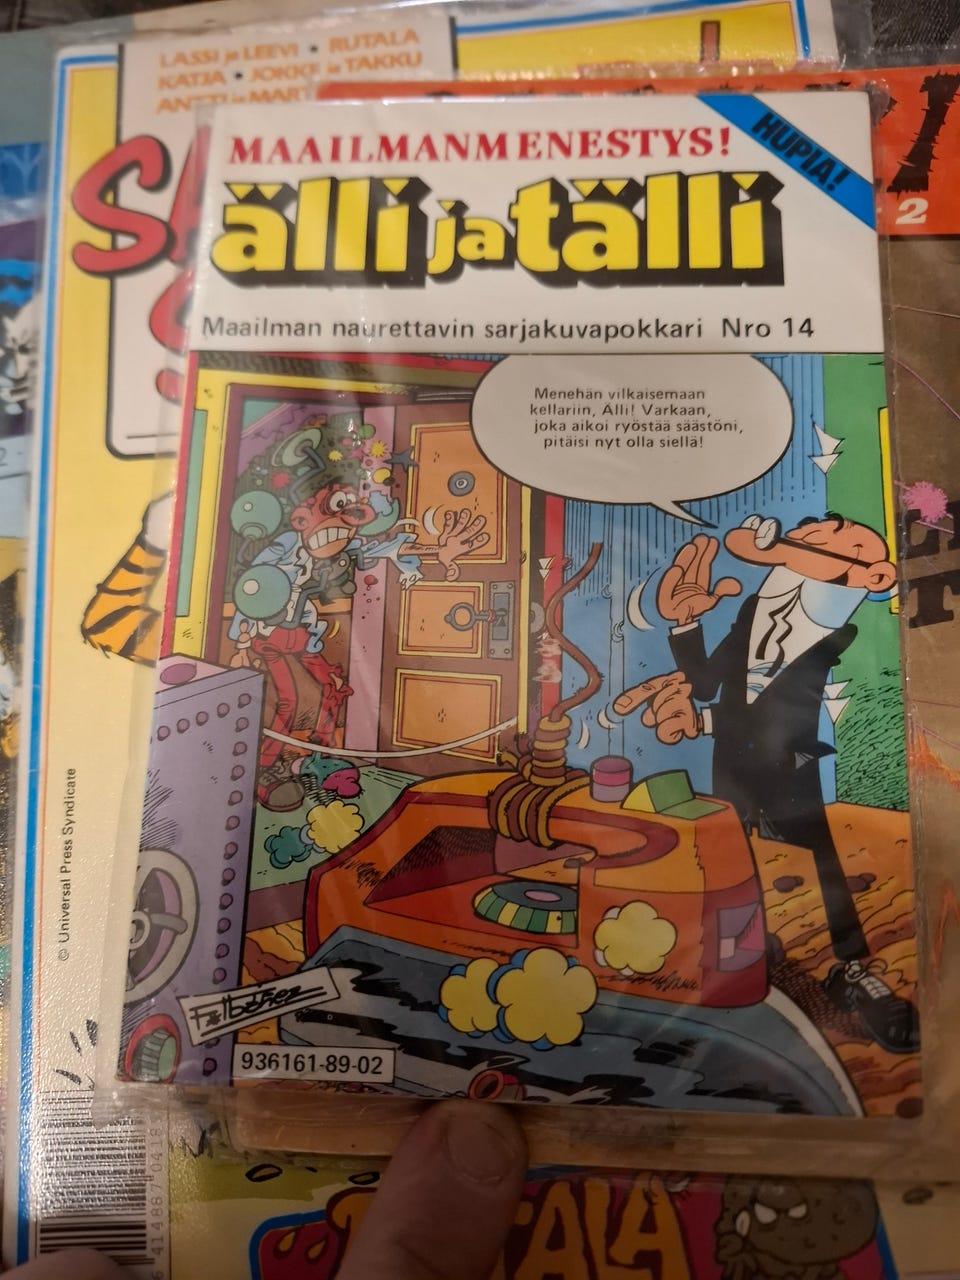 LASSI ja LEEVI • RUTALA
KATJA • JOKKE ja TAKKU
MAAILMANMENESTYS!
HUPIA!
älli ja tälli
2
Maailman naurettavin sarjakuvapokkari Nro 14
Menehän vilkaisemaan
kellariin, Älli! Varkaan,
joka aikoi ryöstää säästöni,
pitäisi nyt olla siellä!
© Universal Press Syndicate
F. Ibáñez
936161-89-02